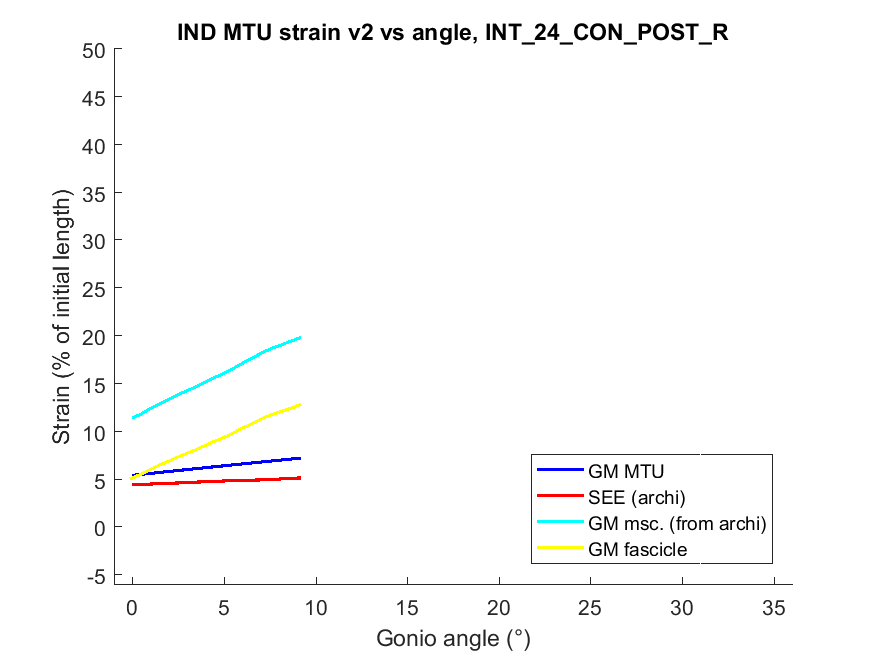 IND MTU strain v2 vs angle, INT_24_CON_POST_R
50
45
40
35
30
25
20
15
10
5
0
-5
Strain (% of initial length)
0 5 10 15 20 25 30 35
Gonio angle (°)
GM MTU
SEE (archi)
GM msc. (from archi)
GM fascicle